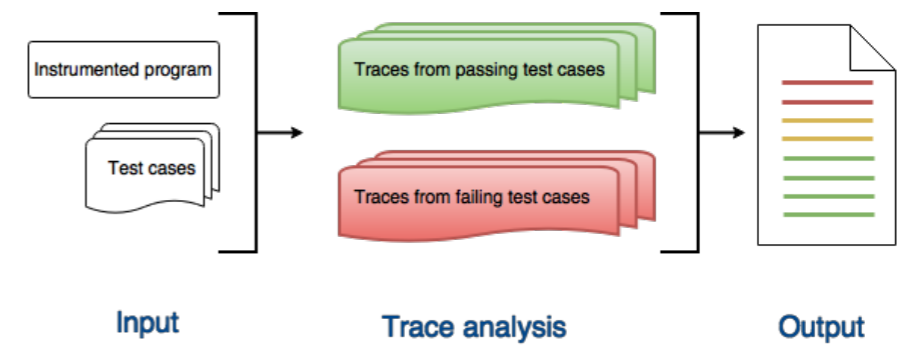 Instrumented program
Test cases
Traces from passing test cases
Traces from failing test cases
Input
Trace analysis
Output